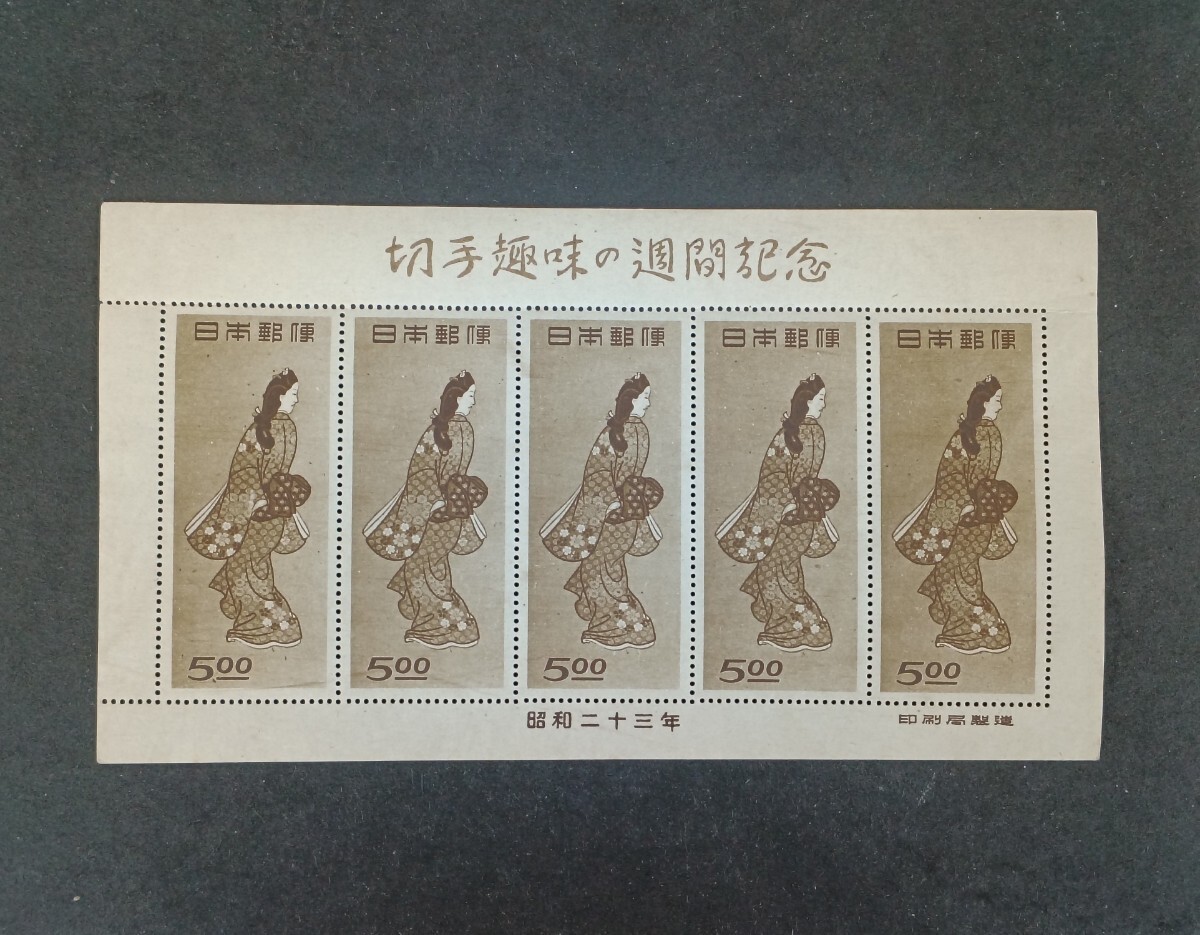 切手趣味の週間記念
日本郵便 日本郵便 日本郵便 日本郵便 日本郵便
5.00 5.00 5.00 5.00 5.00
昭和二十三年 印刷局製造